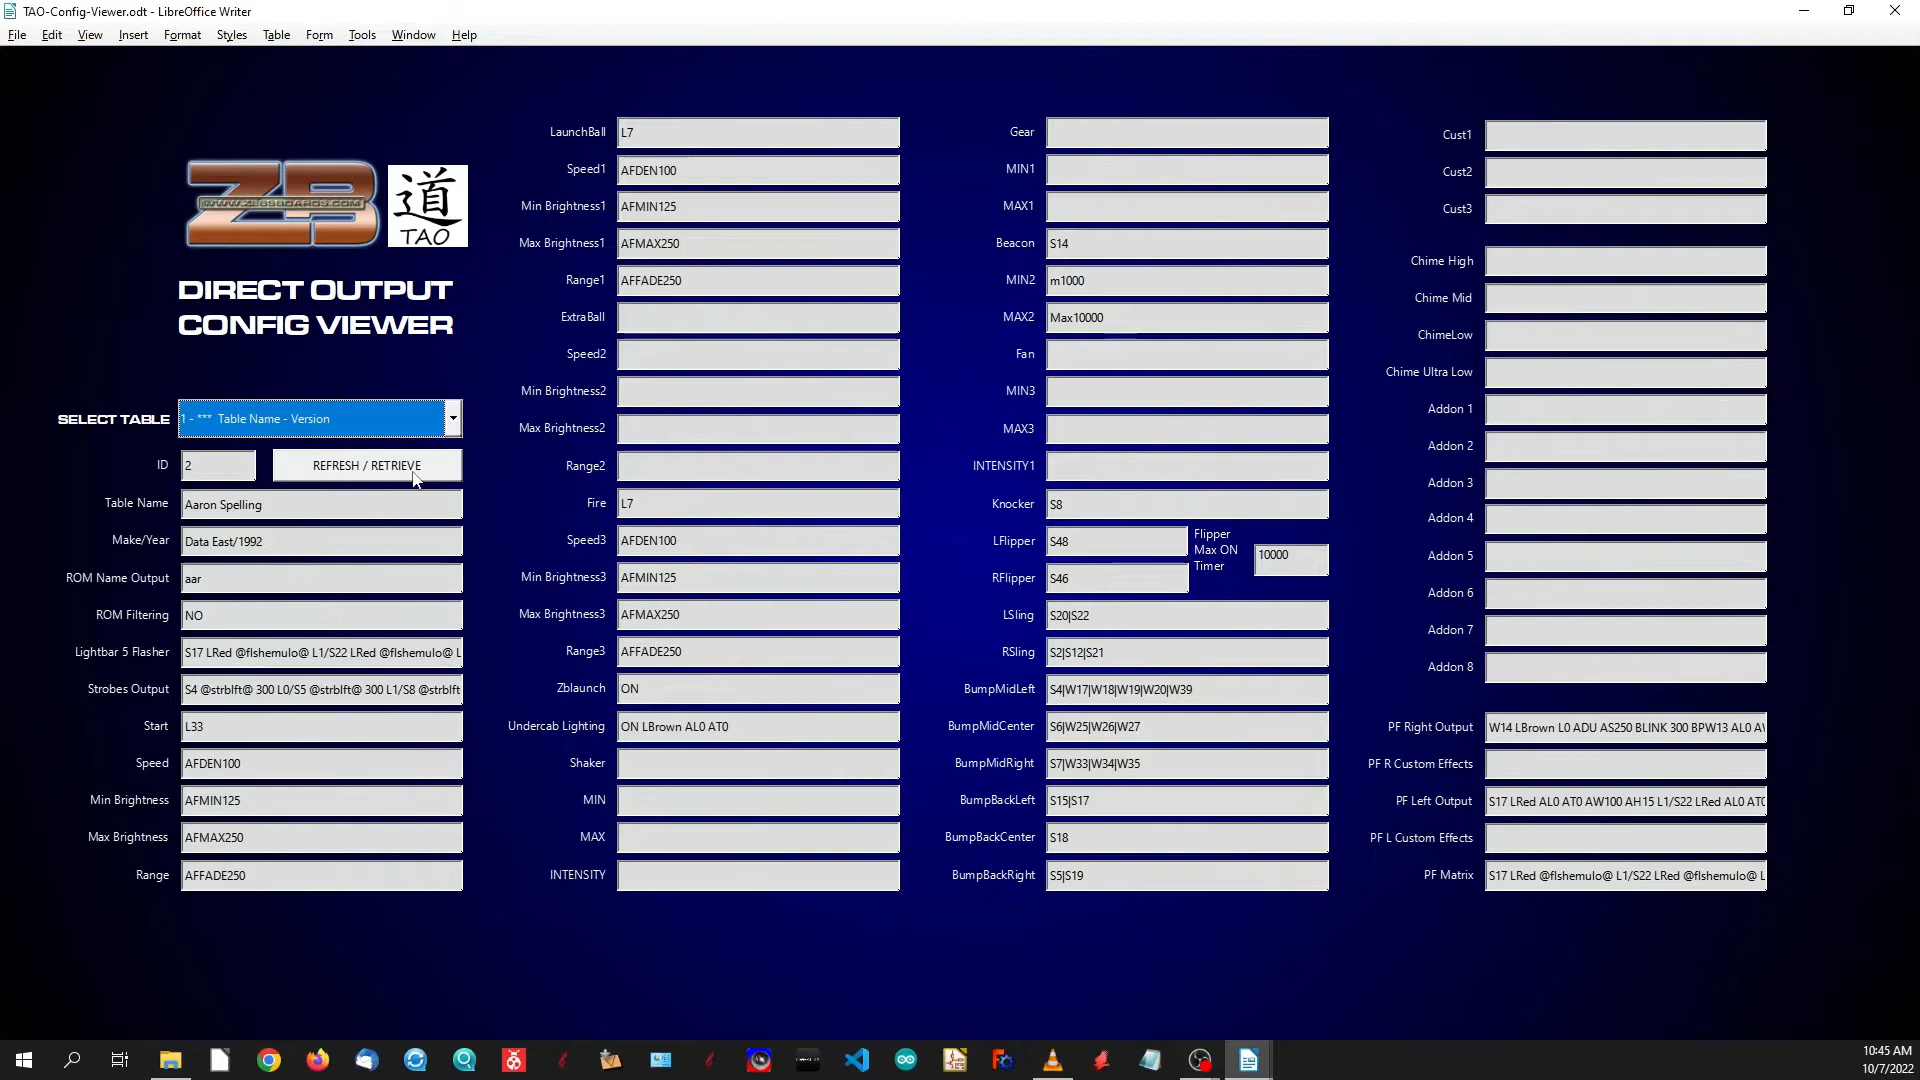 TAO-Config-Viewer.odt - LibreOffice Writer
File Edit View Insert Format Styles Table Form Tools Window Help
ZB
WWW.ZEBSBOARDS.COM
道
TAO
DIRECT OUTPUT
CONFIG VIEWER
SELECT TABLE 1 - *** Table Name - Version
ID 2 REFRESH / RETRIEVE
Table Name Aaron Spelling
Make/Year Data East/1992
ROM Name Output aar
ROM Filtering NO
Lightbar 5 Flasher S17 LRed @flshemulo@ L1/S22 LRed @flshemulo@ L
Strobes Output S4 @strblft@ 300 L0/S5 @strblft@ 300 L1/S8 @strblft
Start L33
Speed AFDEN100
Min Brightness AFMIN125
Max Brightness AFMAX250
Range AFFADE250
LaunchBall L7
Speed1 AFDEN100
Min Brightness1 AFMIN125
Max Brightness1 AFMAX250
Range1 AFFADE250
ExtraBall
Speed2
Min Brightness2
Max Brightness2
Range2
Fire L7
Speed3 AFDEN100
Min Brightness3 AFMIN125
Max Brightness3 AFMAX250
Range3 AFFADE250
Zblaunch ON
Undercab Lighting ON LBrown AL0 AT0
Shaker
MIN
MAX
INTENSITY
Gear
MIN1
MAX1
Beacon S14
MIN2 m1000
MAX2 Max10000
Fan
MIN3
MAX3
INTENSITY1
Knocker S8
LFlipper S48
RFlipper S46
Flipper
Max ON
Timer
10000
LSling S20|S22
RSling S2|S12|S21
BumpMidLeft S4|W17|W18|W19|W20|W39
BumpMidCenter S6|W25|W26|W27
BumpMidRight S7|W33|W34|W35
BumpBackLeft S15|S17
BumpBackCenter S18
BumpBackRight S5|S19
Cust1
Cust2
Cust3
Chime High
Chime Mid
ChimeLow
Chime Ultra Low
Addon 1
Addon 2
Addon 3
Addon 4
Addon 5
Addon 6
Addon 7
Addon 8
PF Right Output W14 LBrown L0 ADU AS250 BLINK 300 BPW13 AL0 AW
PF R Custom Effects
PF Left Output S17 LRed AL0 AT0 AW100 AH15 L1/S22 LRed AL0 AT0
PF L Custom Effects
PF Matrix S17 LRed @flshemulo@ L1/S22 LRed @flshemulo@ L
10:45 AM
10/7/2022